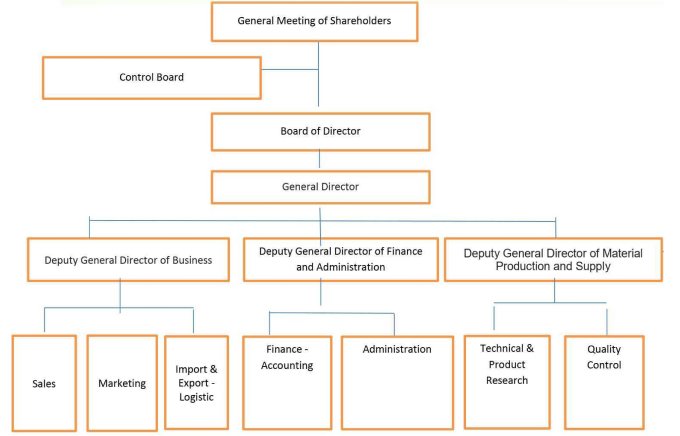 General Meeting of Shareholders
Control Board
Board of Director
General Director
Deputy General Director of Business
Deputy General Director of Finance
and Administration
Deputy General Director of Material
Production and Supply
Sales
Marketing
Import &
Export -
Logistic
Finance -
Accounting
Administration
Technical &
Product
Research
Quality
Control